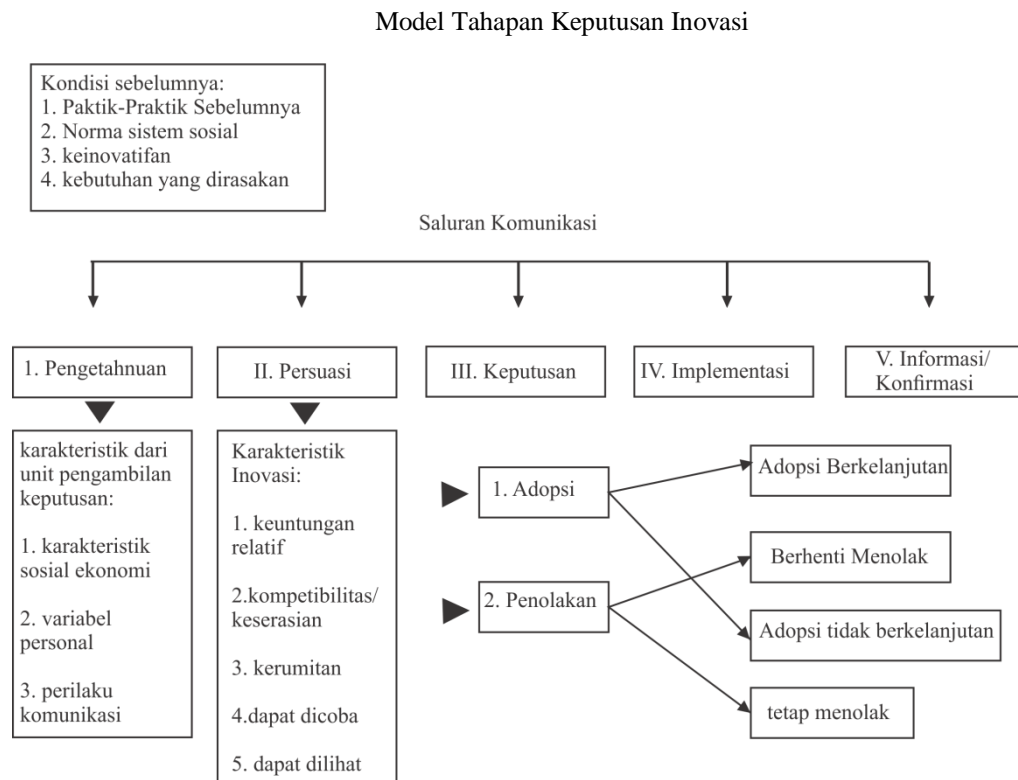 Model Tahapan Keputusan Inovasi
Kondisi sebelumnya:
1. Paktik-Praktik Sebelumnya
2. Norma sistem sosial
3. keinovatifan
4. kebutuhan yang dirasakan
Saluran Komunikasi
1. Pengetahnuan
II. Persuasi
III. Keputusan
IV. Implementasi
V. Informasi/
Konfirmasi
karakteristik dari
unit pengambilan
keputusan:
1. karakteristik
sosial ekonomi
2. variabel
personal
3. perilaku
komunikasi
Karakteristik
Inovasi:
1. keuntungan
relatif
2.kompetibilitas/
keserasian
3. kerumitan
4.dapat dicoba
5. dapat dilihat
1. Adopsi
2. Penolakan
Adopsi Berkelanjutan
Berhenti Menolak
Adopsi tidak berkelanjutan
tetap menolak